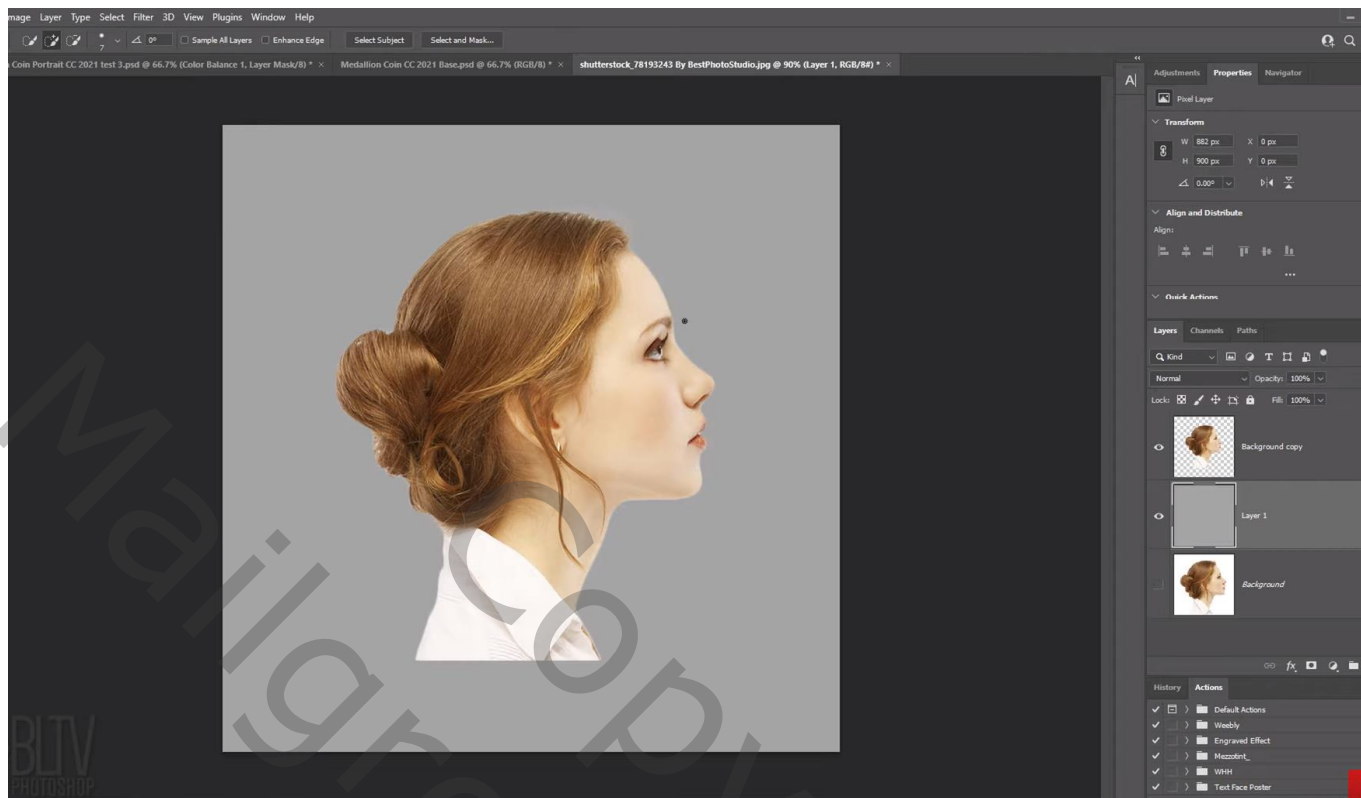 mage Layer Type Select Filter 3D View Plugins Window Help
7 0° Sample All Layers Enhance Edge Select Subject Select and Mask...
Coin Portrait CC 2021 test 3.psd @ 66.7% (Color Balance 1, Layer Mask/8) * × Medallion Coin CC 2021 Base.psd @ 66.7% (RGB/8) * × shutterstock_78193243 By BestPhotoStudio.jpg @ 90% (Layer 1, RGB/8#) * ×
A
Adjustments Properties Navigator
Pixel Layer
Transform
W 882 px X 0 px
H 900 px Y 0 px
0.00°
Align and Distribute
Align:
...
Quick Actions
Layers Channels Paths
Kind
Normal Opacity: 100%
Lock: Fill: 100%
Background copy
Layer 1
Background
fx
History Actions
Default Actions
Weebly
Engraved Effect
Mezzotint_
WHH
Text Face Poster
BLTV
PHOTOSHOP
Copy